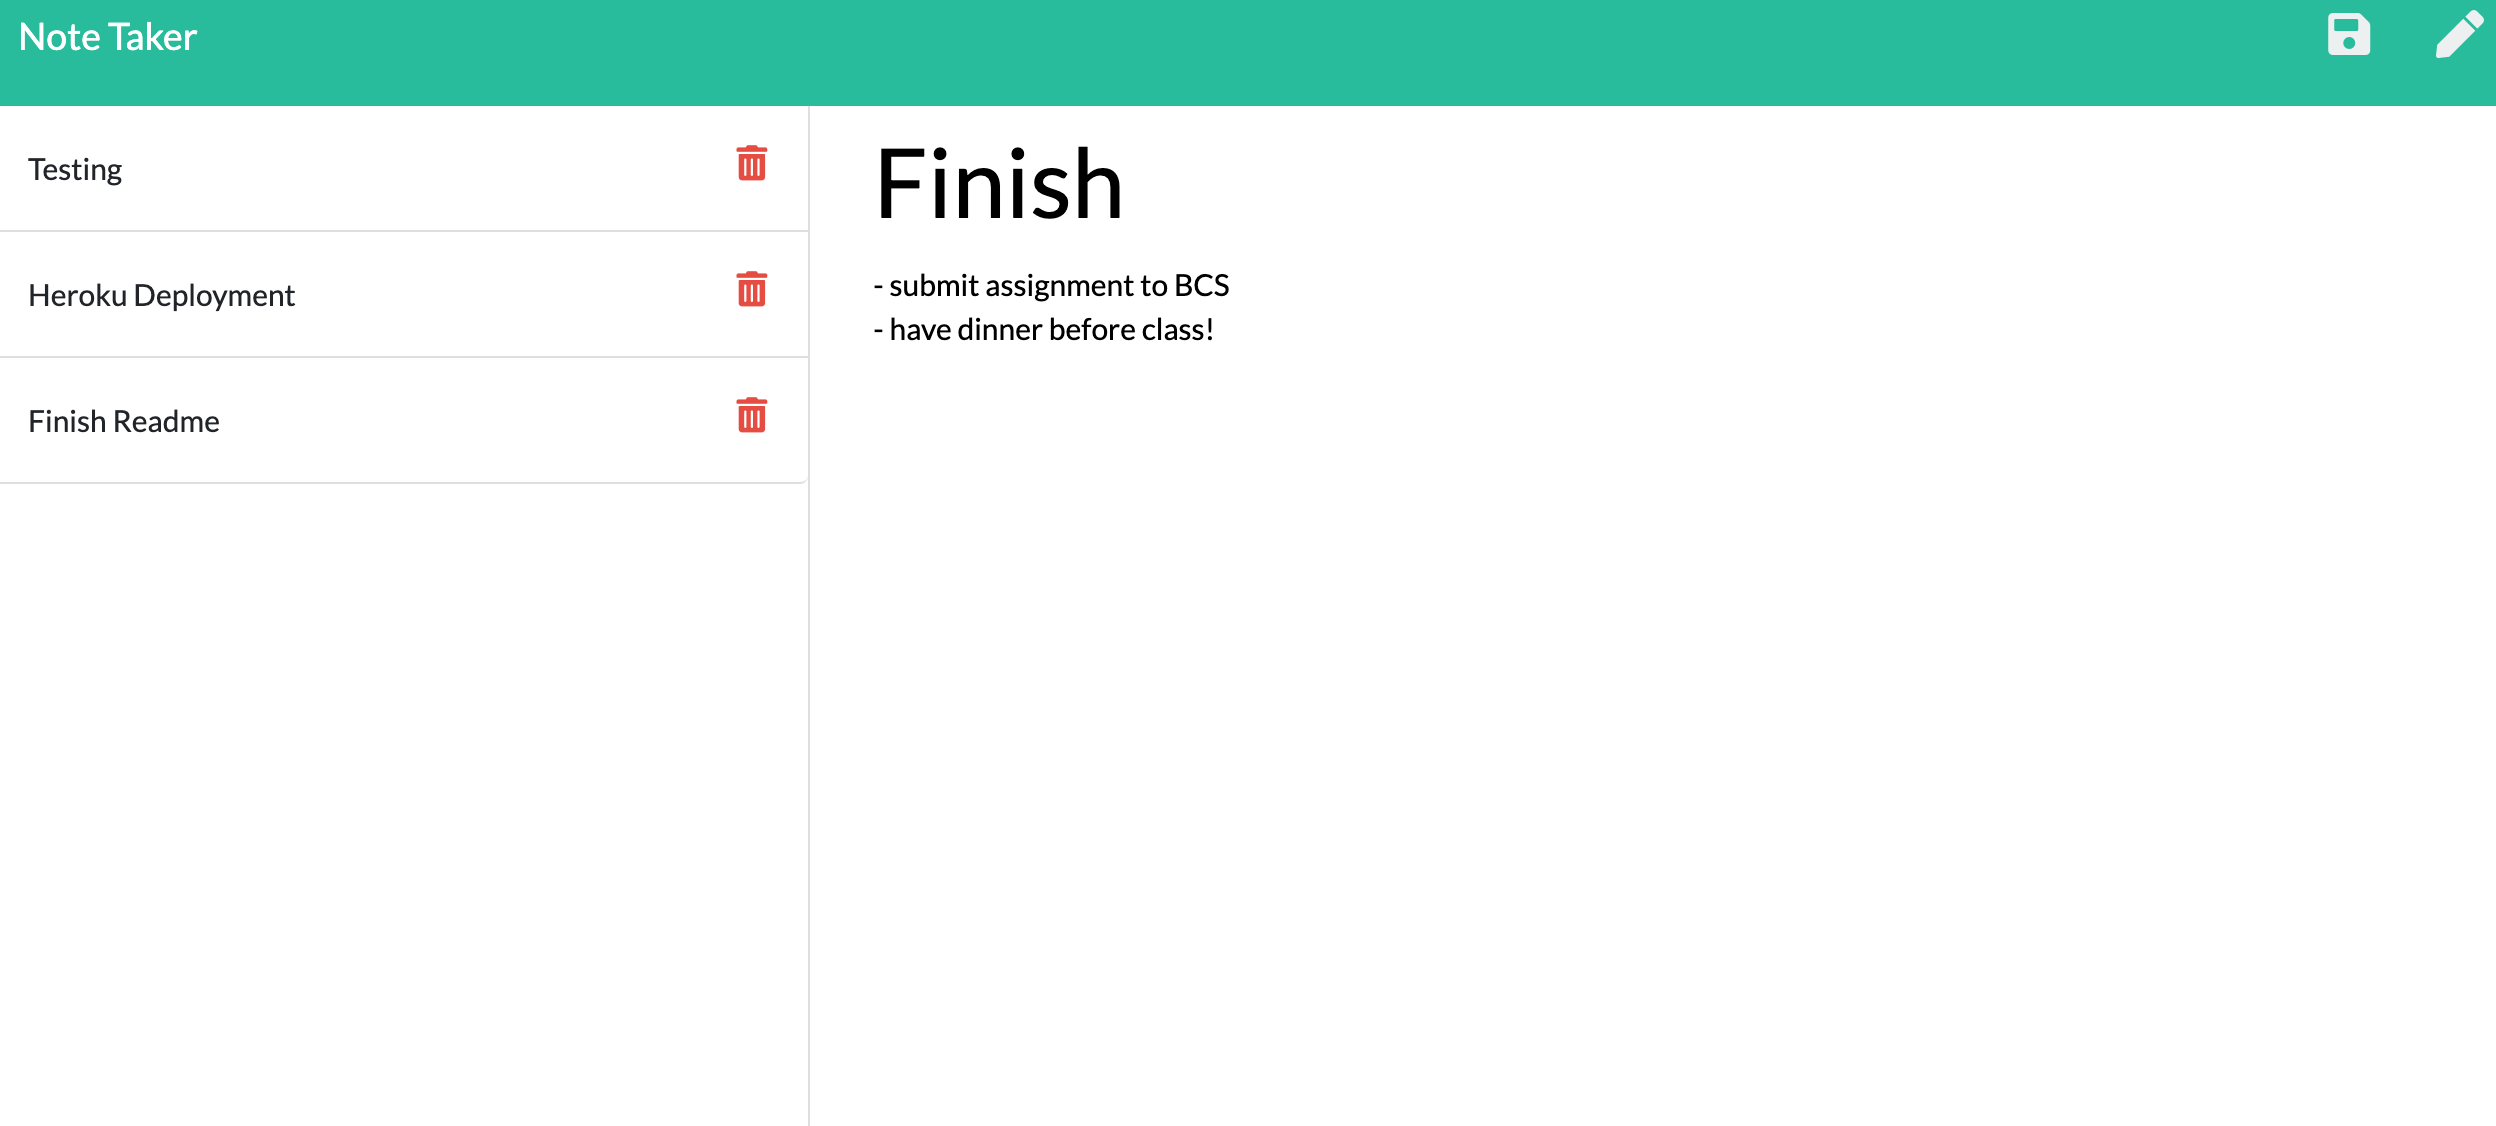 Note Taker
Testing
Heroku Deployment
Finish Readme
Finish
- submit assignment to BCS
- have dinner before class!